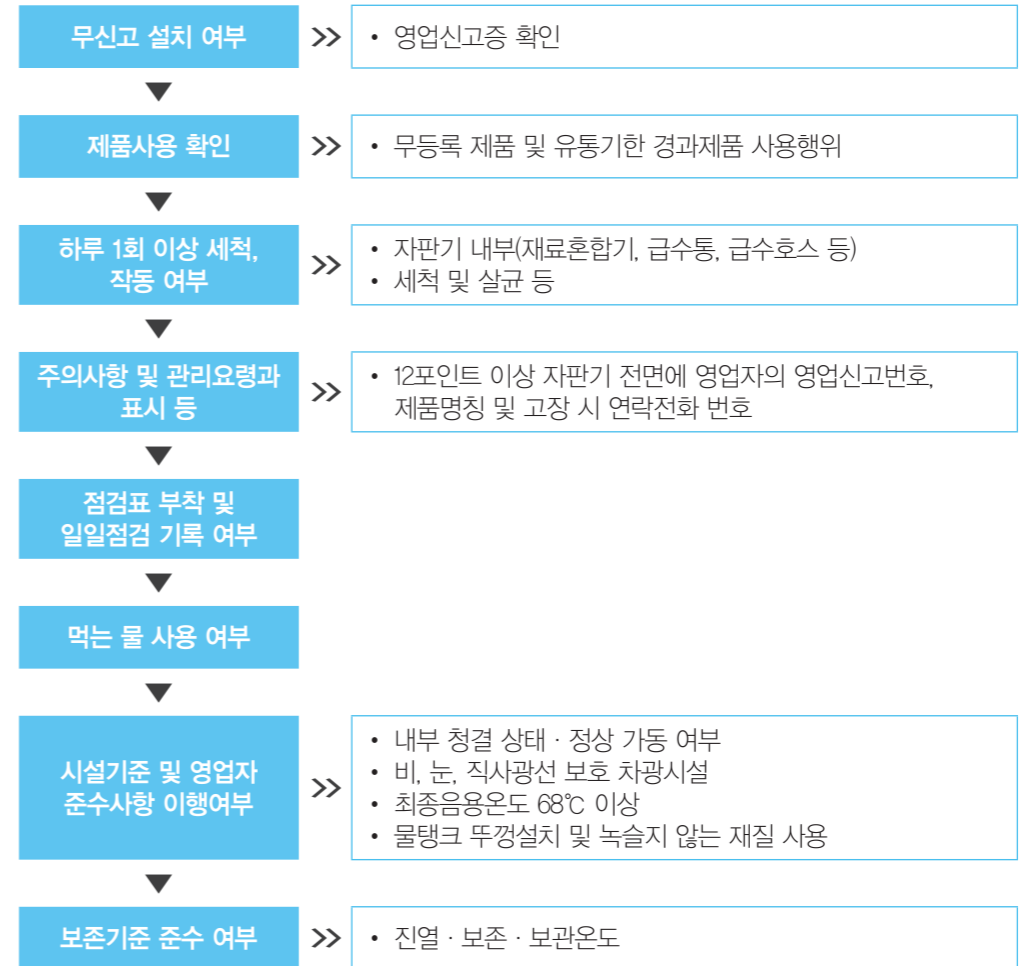 무신고 설치 여부
• 영업신고증 확인
제품사용 확인
• 무등록 제품 및 유통기한 경과제품 사용행위
하루 1회 이상 세척,
작동 여부
• 자판기 내부(재료혼합기, 급수통, 급수호스 등)
• 세척 및 살균 등
주의사항 및 관리요령과
표시 등
• 12포인트 이상 자판기 전면에 영업자의 영업신고번호,
제품명칭 및 고장 시 연락전화 번호
점검표 부착 및
일일점검 기록 여부
먹는 물 사용 여부
시설기준 및 영업자
준수사항 이행여부
• 내부 청결 상태 · 정상 가동 여부
• 비, 눈, 직사광선 보호 차광시설
• 최종음용온도 68℃ 이상
• 물탱크 뚜껑설치 및 녹슬지 않는 재질 사용
보존기준 준수 여부
• 진열 · 보존 · 보관온도